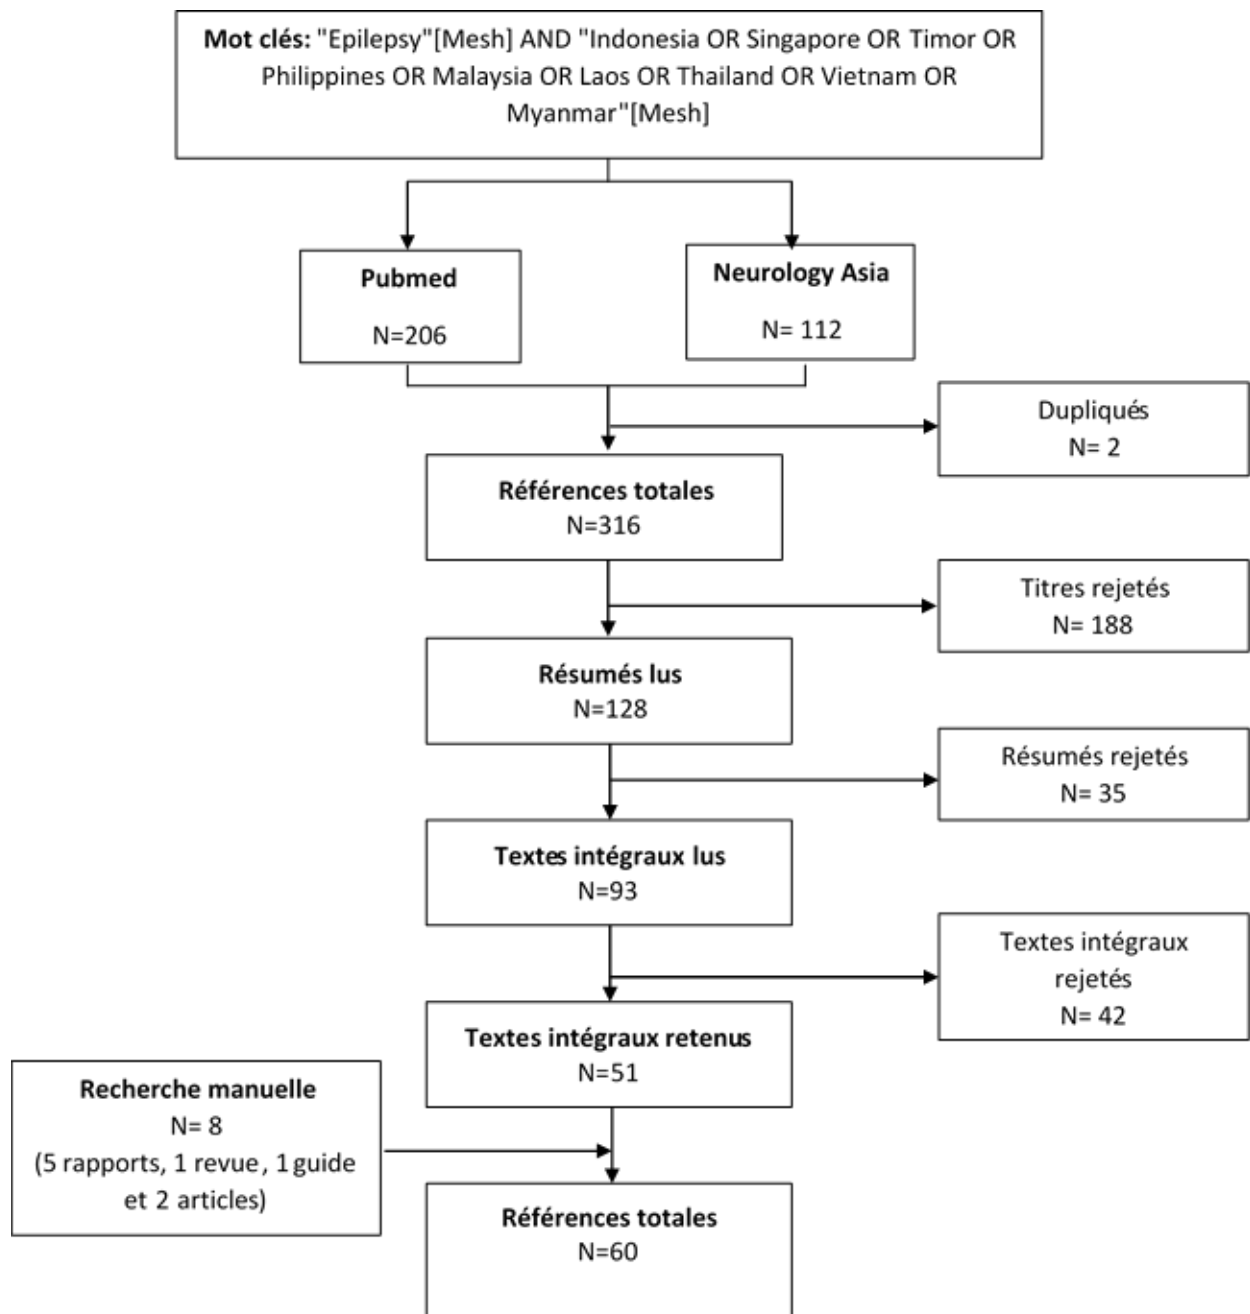 Mot clés: "Epilepsy"[Mesh] AND "Indonesia OR Singapore OR Timor OR
Philippines OR Malaysia OR Laos OR Thailand OR Vietnam OR
Myanmar"[Mesh]
Pubmed
N=206
Neurology Asia
N= 112
Dupliqués
N= 2
Références totales
N=316
Titres rejetés
N= 188
Résumés lus
N=128
Résumés rejetés
N= 35
Textes intégraux lus
N=93
Textes intégraux
rejetés
N= 42
Textes intégraux retenus
N=51
Recherche manuelle
N= 8
(5 rapports, 1 revue, 1 guide
et 2 articles)
Références totales
N=60